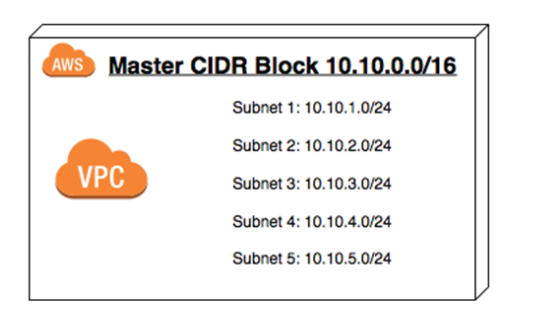 AWS Master CIDR Block 10.10.0.0/16
Subnet 1: 10.10.1.0/24
Subnet 2: 10.10.2.0/24
VPC
Subnet 3: 10.10.3.0/24
Subnet 4: 10.10.4.0/24
Subnet 5: 10.10.5.0/24